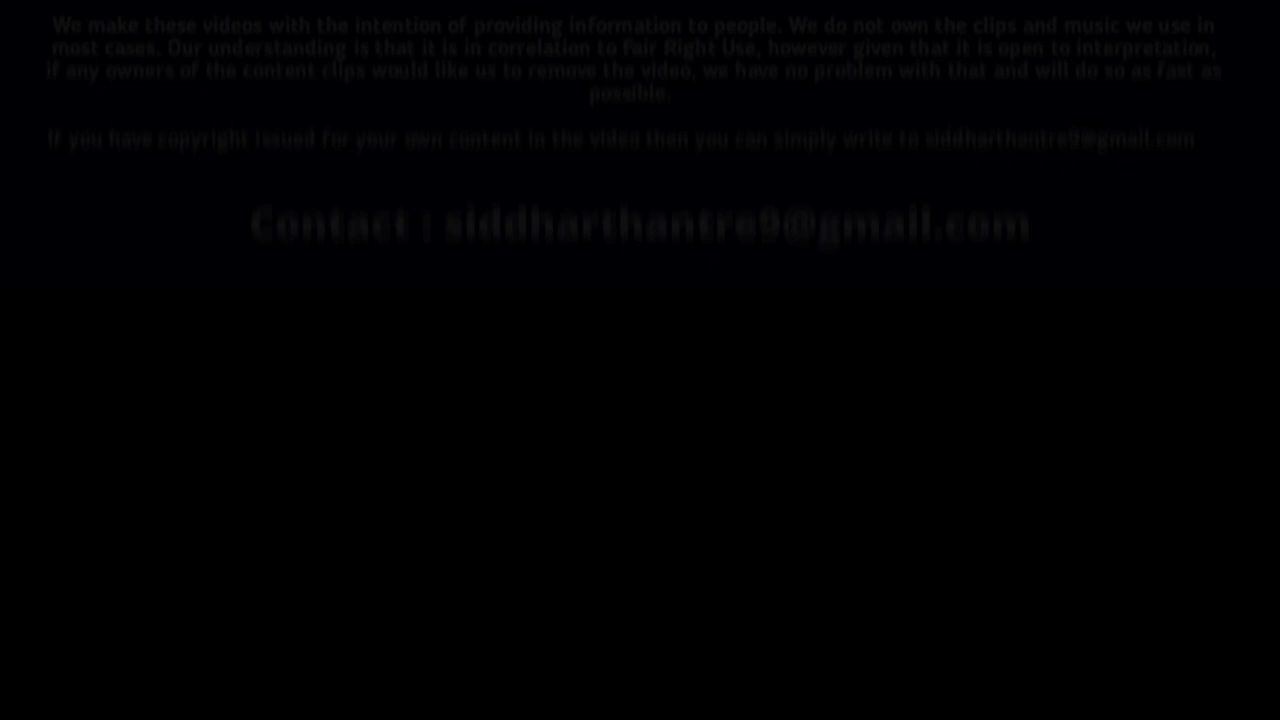 We make these videos with the intention of providing information to people. We do not own the clips and music we use in
most cases. Our understanding is that it is in correlation to Fair Right Use, however given that it is open to interpretation,
if any owners of the content clips would like us to remove the video, we have no problem with that and will do so as fast as
possible.
If you have copyright issued for your own content in the video then you can simply write to siddharthantre9@gmail.com
Contact : siddharthantre9@gmail.com